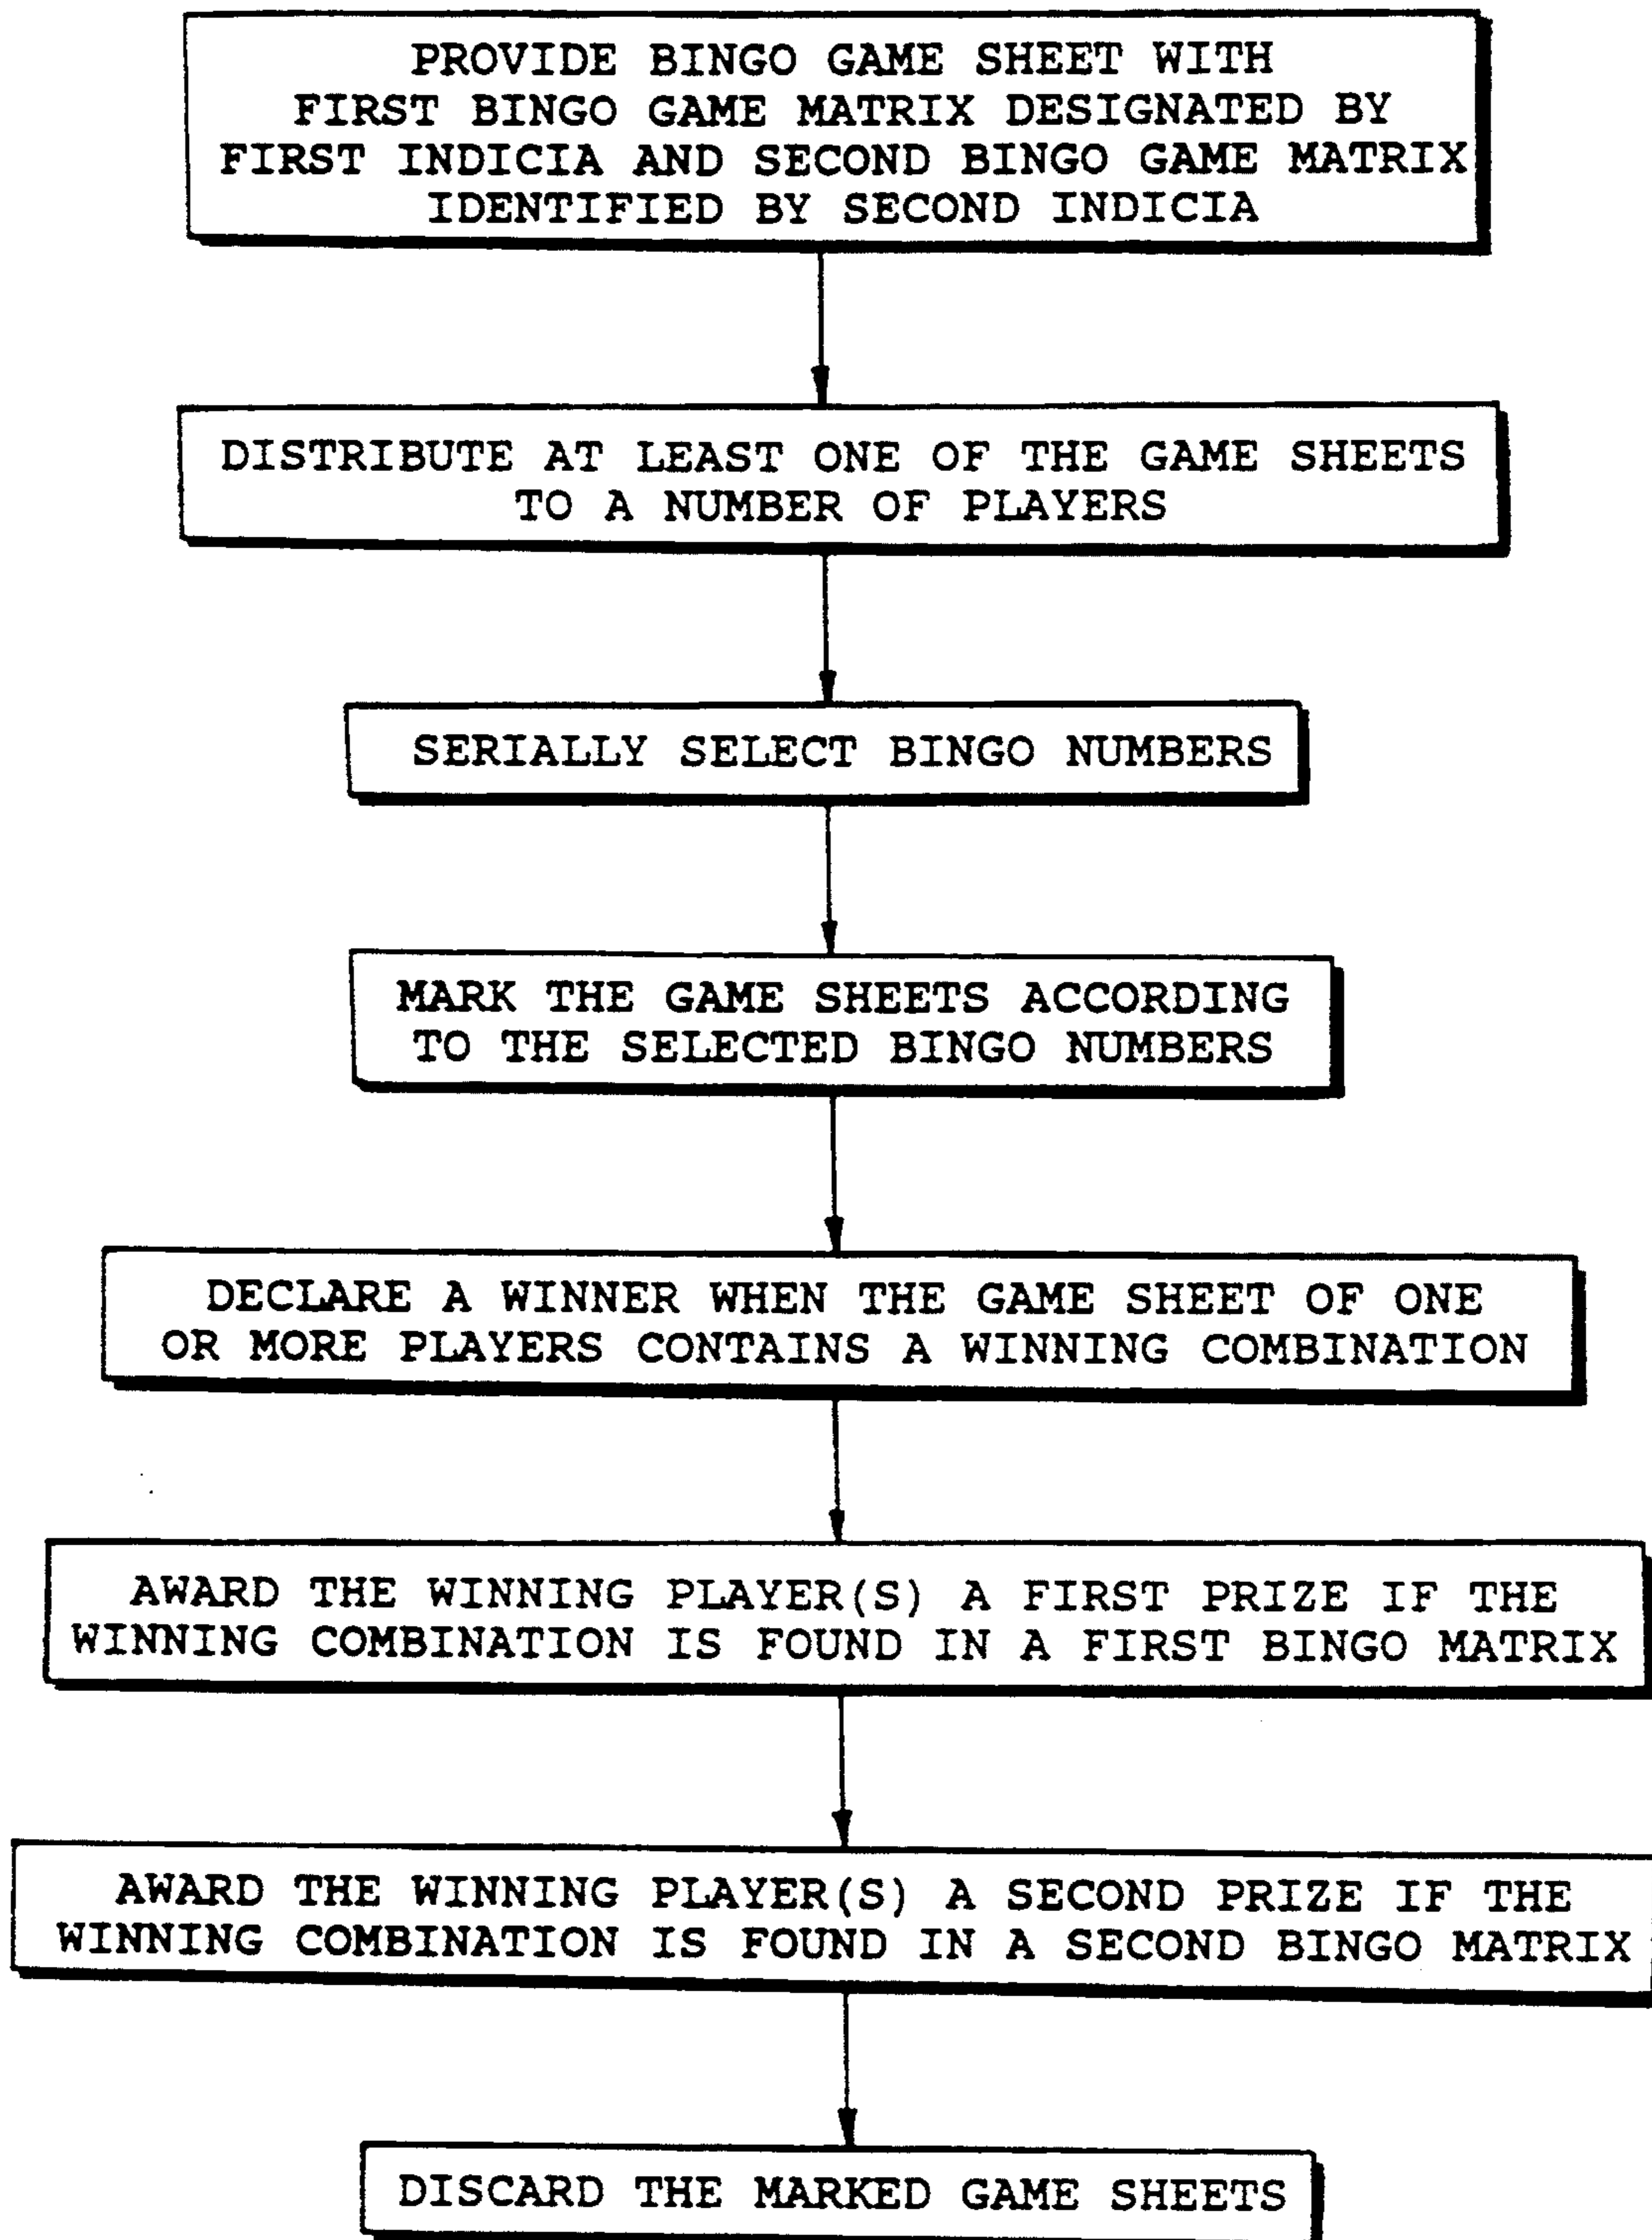 PROVIDE BINGO GAME SHEET WITH
FIRST BINGO GAME MATRIX DESIGNATED BY
FIRST INDICIA AND SECOND BINGO GAME MATRIX
IDENTIFIED BY SECOND INDICIA
DISTRIBUTE AT LEAST ONE OF THE GAME SHEETS
TO A NUMBER OF PLAYERS
SERIALLY SELECT BINGO NUMBERS
MARK THE GAME SHEETS ACCORDING
TO THE SELECTED BINGO NUMBERS
DECLARE A WINNER WHEN THE GAME SHEET OF ONE
OR MORE PLAYERS CONTAINS A WINNING COMBINATION
AWARD THE WINNING PLAYER(S) A FIRST PRIZE IF THE
WINNING COMBINATION IS FOUND IN A FIRST BINGO MATRIX
AWARD THE WINNING PLAYER(S) A SECOND PRIZE IF THE
WINNING COMBINATION IS FOUND IN A SECOND BINGO MATRIX
DISCARD THE MARKED GAME SHEETS